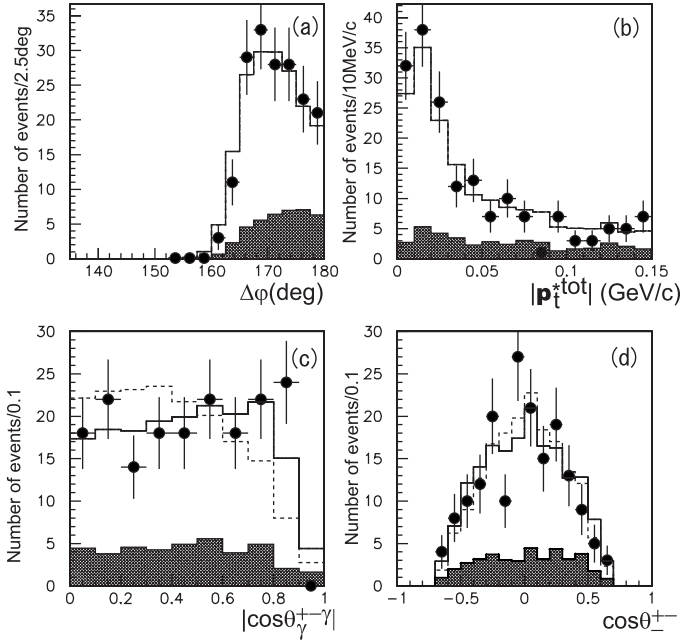 (a)
Number of events/2.5deg
35
30
25
20
15
10
5
0
140 150 160 170 180
Δφ(deg)
(b)
Number of events/10MeV/c
40
35
30
25
20
15
10
5
0
0 0.05 0.1 0.15
|p*tot t| (GeV/c)
(c)
Number of events/0.1
30
25
20
15
10
5
0
0 0.2 0.4 0.6 0.8 1
|cosθ+−γ γ|
(d)
Number of events/0.1
30
25
20
15
10
5
0
−1 −0.5 0 0.5 1
cosθ+− −